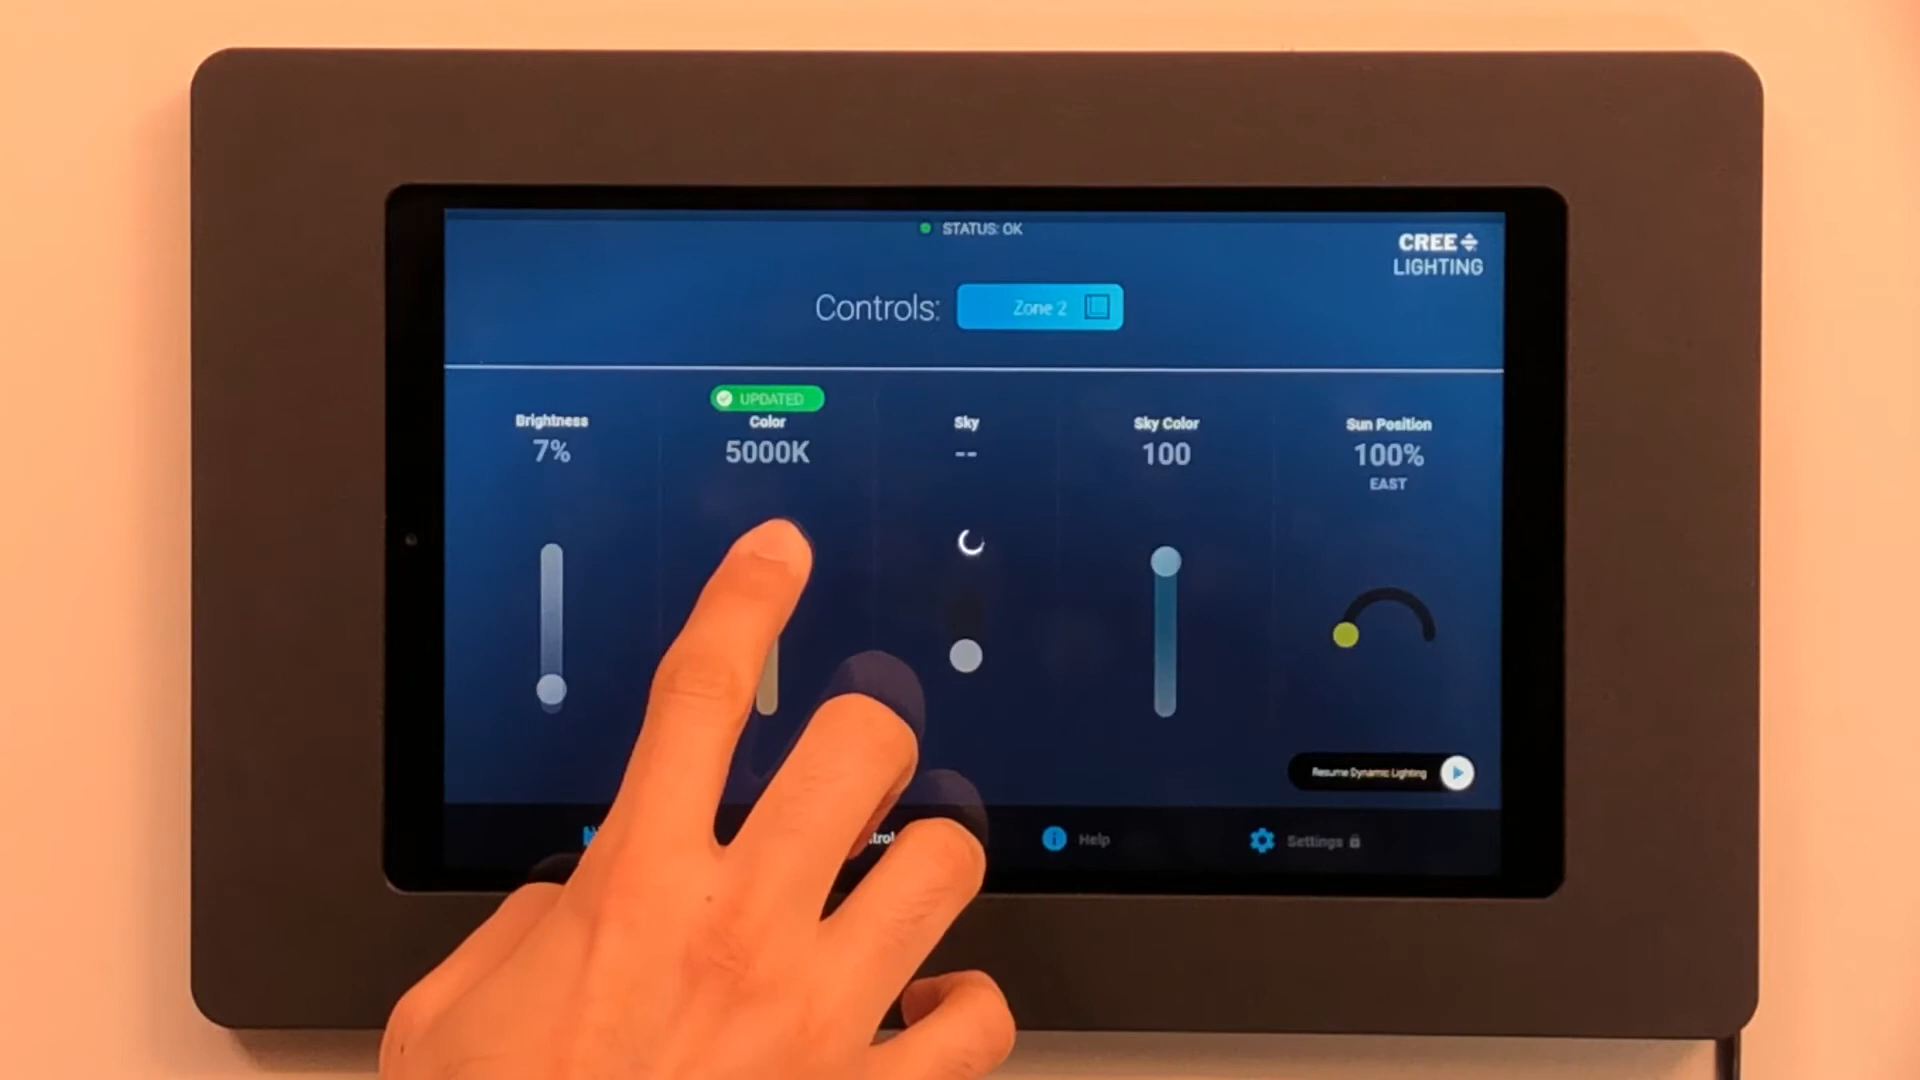 STATUS: OK
CREE
LIGHTING
Controls: Zone 2
UPDATED
Brightness
7%
Color
5000K
Sky
--
Sky Color
100
Sun Position
100%
EAST
Resume Dynamic Lighting
trol
Help
Settings